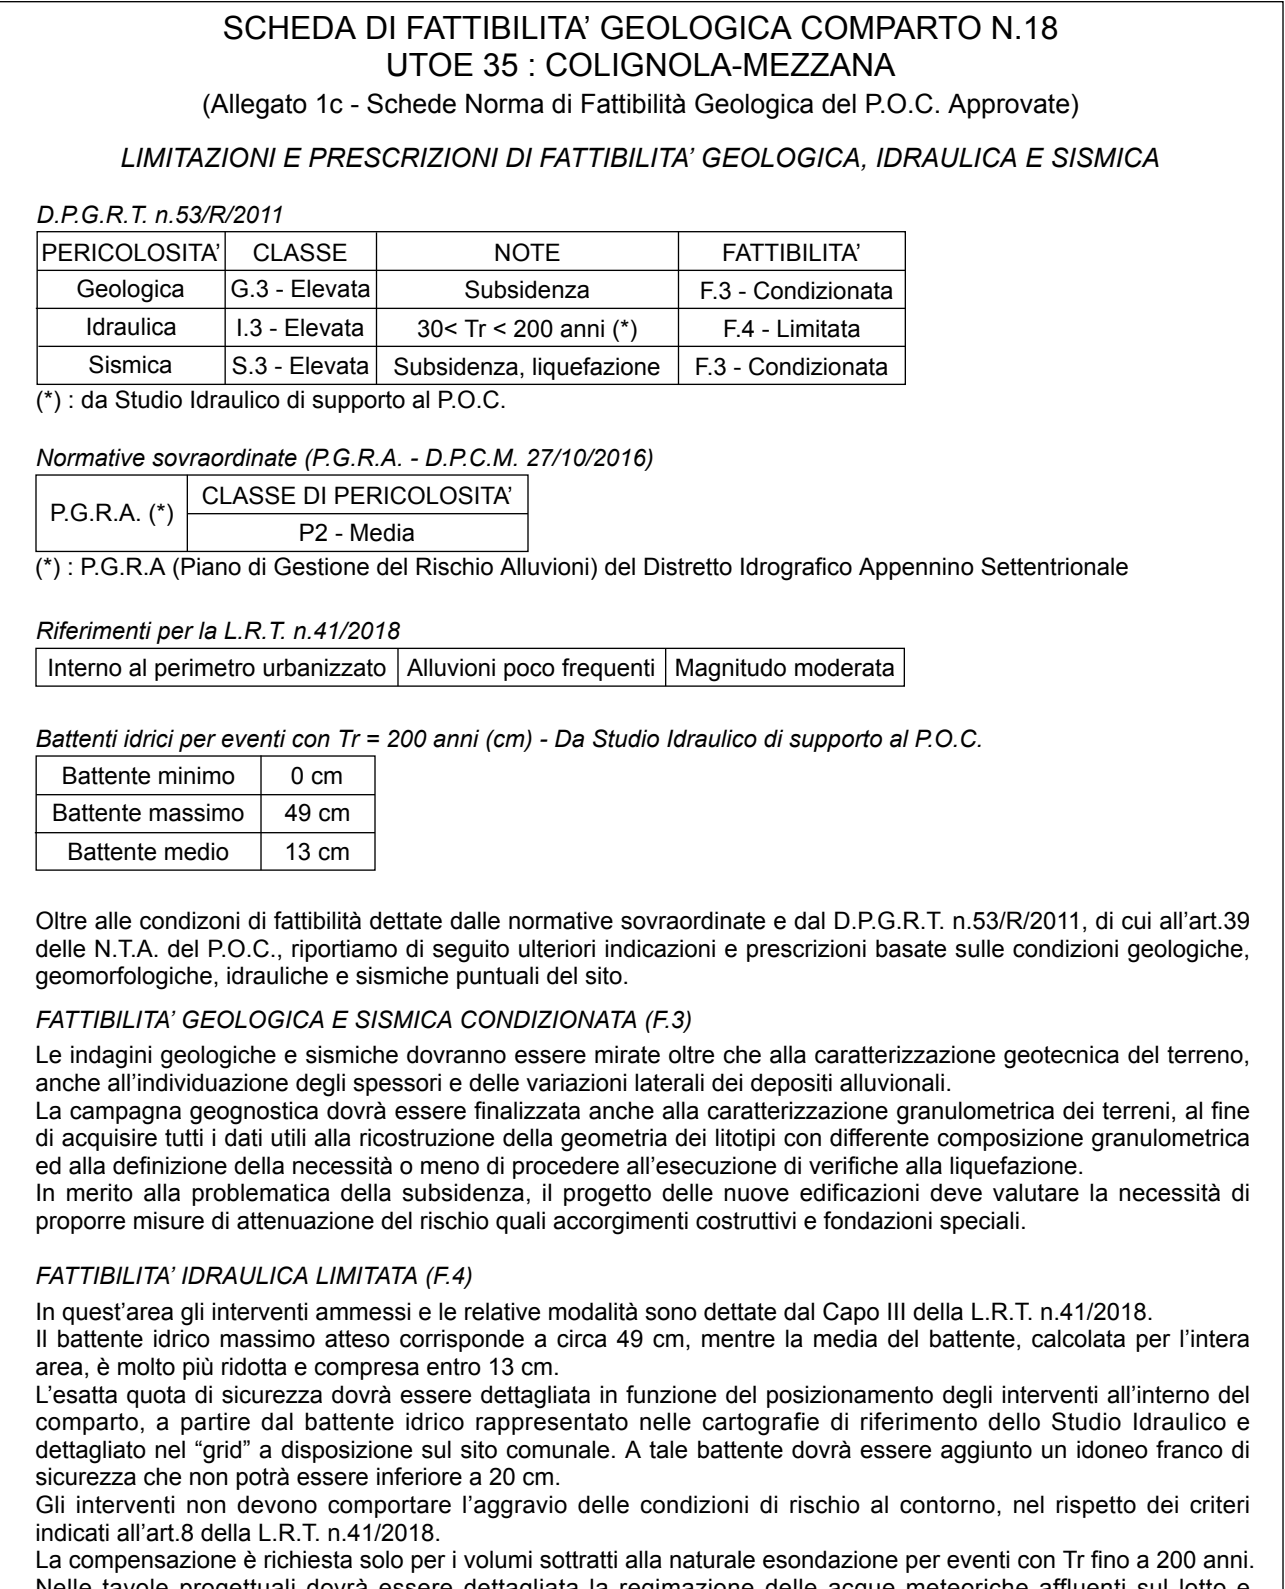 SCHEDA DI FATTIBILITA’ GEOLOGICA COMPARTO N.18
UTOE 35 : COLIGNOLA-MEZZANA
(Allegato 1c - Schede Norma di Fattibilità Geologica del P.O.C. Approvate)
LIMITAZIONI E PRESCRIZIONI DI FATTIBILITA’ GEOLOGICA, IDRAULICA E SISMICA
D.P.G.R.T. n.53/R/2011
PERICOLOSITA’ CLASSE NOTE FATTIBILITA’
Geologica G.3 - Elevata Subsidenza F.3 - Condizionata
Idraulica I.3 - Elevata 30< Tr < 200 anni (*) F.4 - Limitata
Sismica S.3 - Elevata Subsidenza, liquefazione F.3 - Condizionata
(*) : da Studio Idraulico di supporto al P.O.C.
Normative sovraordinate (P.G.R.A. - D.P.C.M. 27/10/2016)
P.G.R.A. (*) CLASSE DI PERICOLOSITA’
P2 - Media
(*) : P.G.R.A (Piano di Gestione del Rischio Alluvioni) del Distretto Idrografico Appennino Settentrionale
Riferimenti per la L.R.T. n.41/2018
Interno al perimetro urbanizzato Alluvioni poco frequenti Magnitudo moderata
Battenti idrici per eventi con Tr = 200 anni (cm) - Da Studio Idraulico di supporto al P.O.C.
Battente minimo 0 cm
Battente massimo 49 cm
Battente medio 13 cm
Oltre alle condizoni di fattibilità dettate dalle normative sovraordinate e dal D.P.G.R.T. n.53/R/2011, di cui all’art.39
delle N.T.A. del P.O.C., riportiamo di seguito ulteriori indicazioni e prescrizioni basate sulle condizioni geologiche,
geomorfologiche, idrauliche e sismiche puntuali del sito.
FATTIBILITA’ GEOLOGICA E SISMICA CONDIZIONATA (F.3)
Le indagini geologiche e sismiche dovranno essere mirate oltre che alla caratterizzazione geotecnica del terreno,
anche all’individuazione degli spessori e delle variazioni laterali dei depositi alluvionali.
La campagna geognostica dovrà essere finalizzata anche alla caratterizzazione granulometrica dei terreni, al fine
di acquisire tutti i dati utili alla ricostruzione della geometria dei litotipi con differente composizione granulometrica
ed alla definizione della necessità o meno di procedere all’esecuzione di verifiche alla liquefazione.
In merito alla problematica della subsidenza, il progetto delle nuove edificazioni deve valutare la necessità di
proporre misure di attenuazione del rischio quali accorgimenti costruttivi e fondazioni speciali.
FATTIBILITA’ IDRAULICA LIMITATA (F.4)
In quest’area gli interventi ammessi e le relative modalità sono dettate dal Capo III della L.R.T. n.41/2018.
Il battente idrico massimo atteso corrisponde a circa 49 cm, mentre la media del battente, calcolata per l’intera
area, è molto più ridotta e compresa entro 13 cm.
L’esatta quota di sicurezza dovrà essere dettagliata in funzione del posizionamento degli interventi all’interno del
comparto, a partire dal battente idrico rappresentato nelle cartografie di riferimento dello Studio Idraulico e
dettagliato nel “grid” a disposizione sul sito comunale. A tale battente dovrà essere aggiunto un idoneo franco di
sicurezza che non potrà essere inferiore a 20 cm.
Gli interventi non devono comportare l’aggravio delle condizioni di rischio al contorno, nel rispetto dei criteri
indicati all’art.8 della L.R.T. n.41/2018.
La compensazione è richiesta solo per i volumi sottratti alla naturale esondazione per eventi con Tr fino a 200 anni.
Nelle tavole progettuali dovrà essere dettagliata la regimazione delle acque meteoriche affluenti sul lotto e